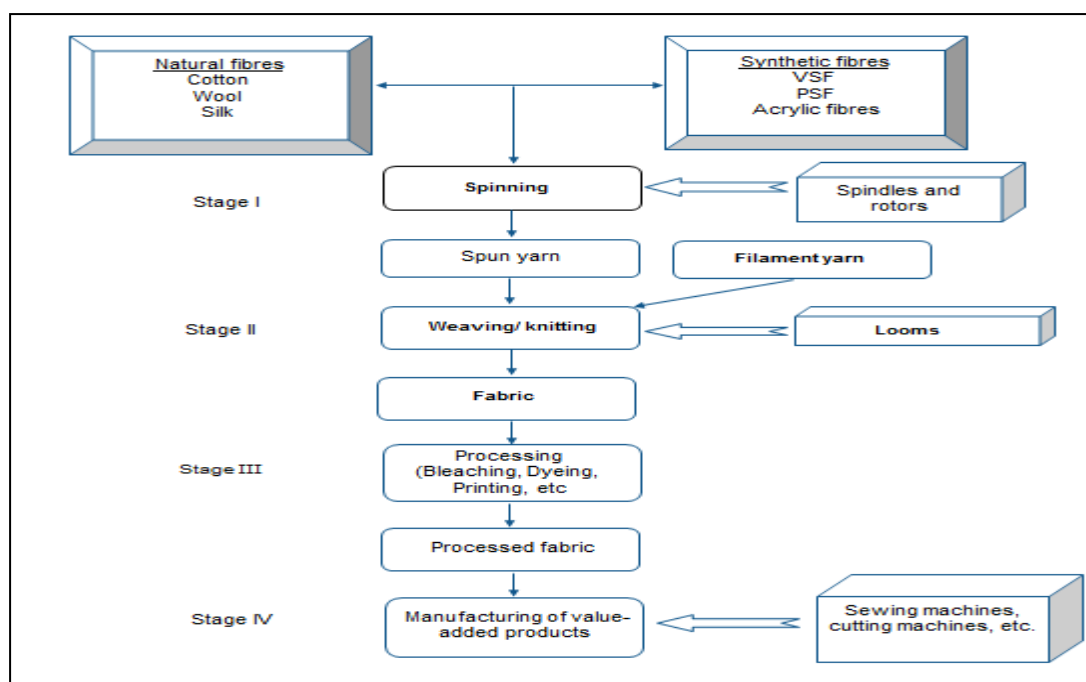 Natural fibres
Cotton
Wool
Silk
Synthetic fibres
VSF
PSF
Acrylic fibres
Stage I
Spinning
Spindles and
rotors
Spun yarn
Filament yarn
Stage II
Weaving/ knitting
Looms
Fabric
Stage III
Processing
(Bleaching, Dyeing,
Printing, etc
Processed fabric
Stage IV
Manufacturing of value-
added products
Sewing machines,
cutting machines, etc.